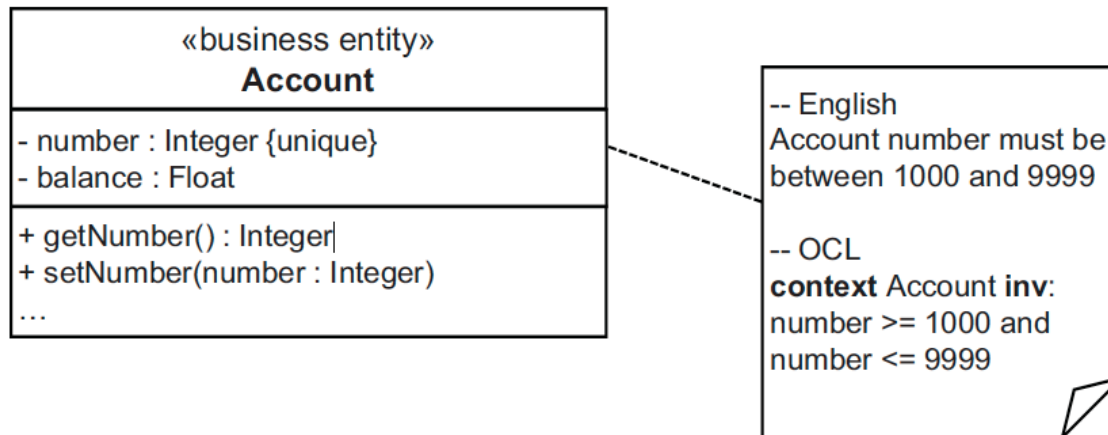 «business entity»
Account
- number : Integer {unique}
- balance : Float
+ getNumber() : Integer
+ setNumber(number : Integer)
...
-- English
Account number must be
between 1000 and 9999
-- OCL
context Account inv:
number >= 1000 and
number <= 9999